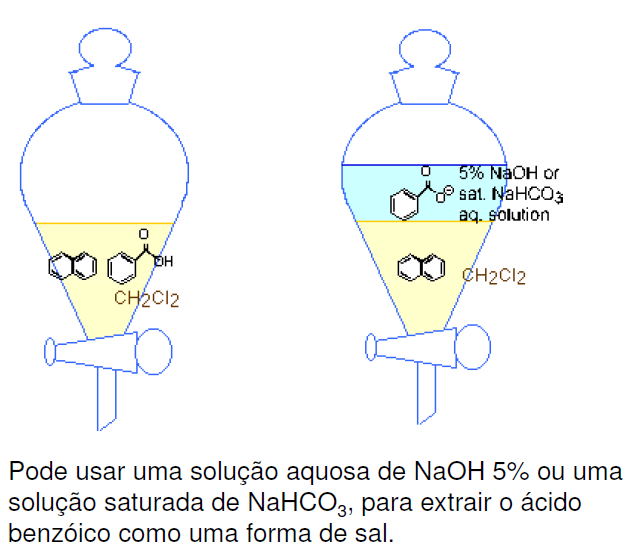 O
OH
CH2Cl2
O
O⊖
5% NaOH or
sat. NaHCO3
aq. solution
CH2Cl2
Pode usar uma solução aquosa de NaOH 5% ou uma
solução saturada de NaHCO₃, para extrair o ácido
benzóico como uma forma de sal.